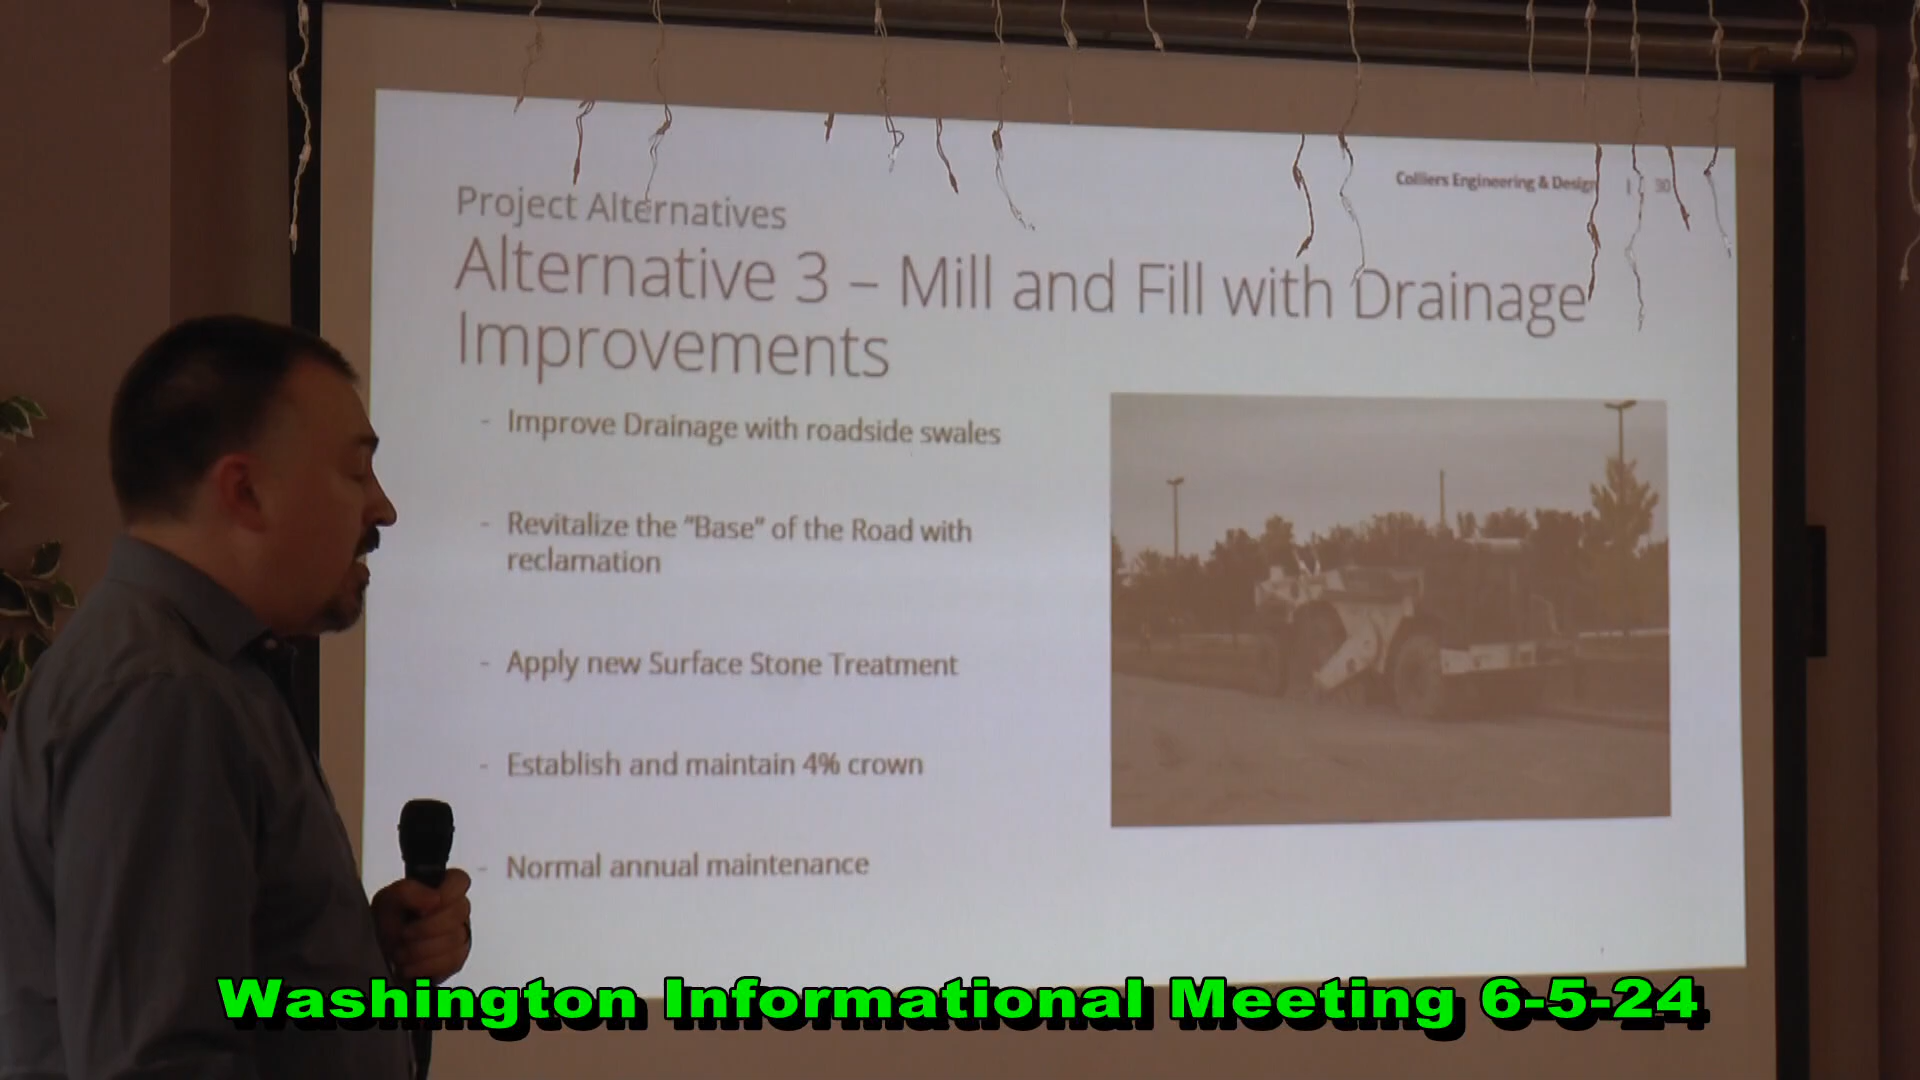 Colliers Engineering & Design | 30
Project Alternatives
Alternative 3 – Mill and Fill with Drainage
Improvements
- Improve Drainage with roadside swales
- Revitalize the “Base” of the Road with
reclamation
- Apply new Surface Stone Treatment
- Establish and maintain 4% crown
- Normal annual maintenance
Washington Informational Meeting 6-5-24